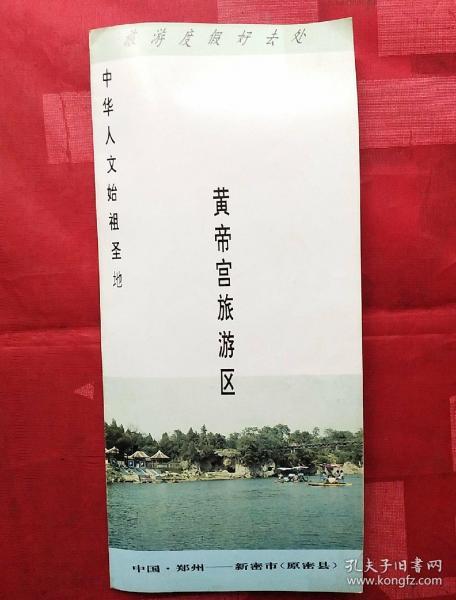 旅游度假好去处
中华人文始祖圣地
黄帝宫旅游区
中国·郑州——新密市(原密县)
孔夫子旧书网
www.kongfz.com